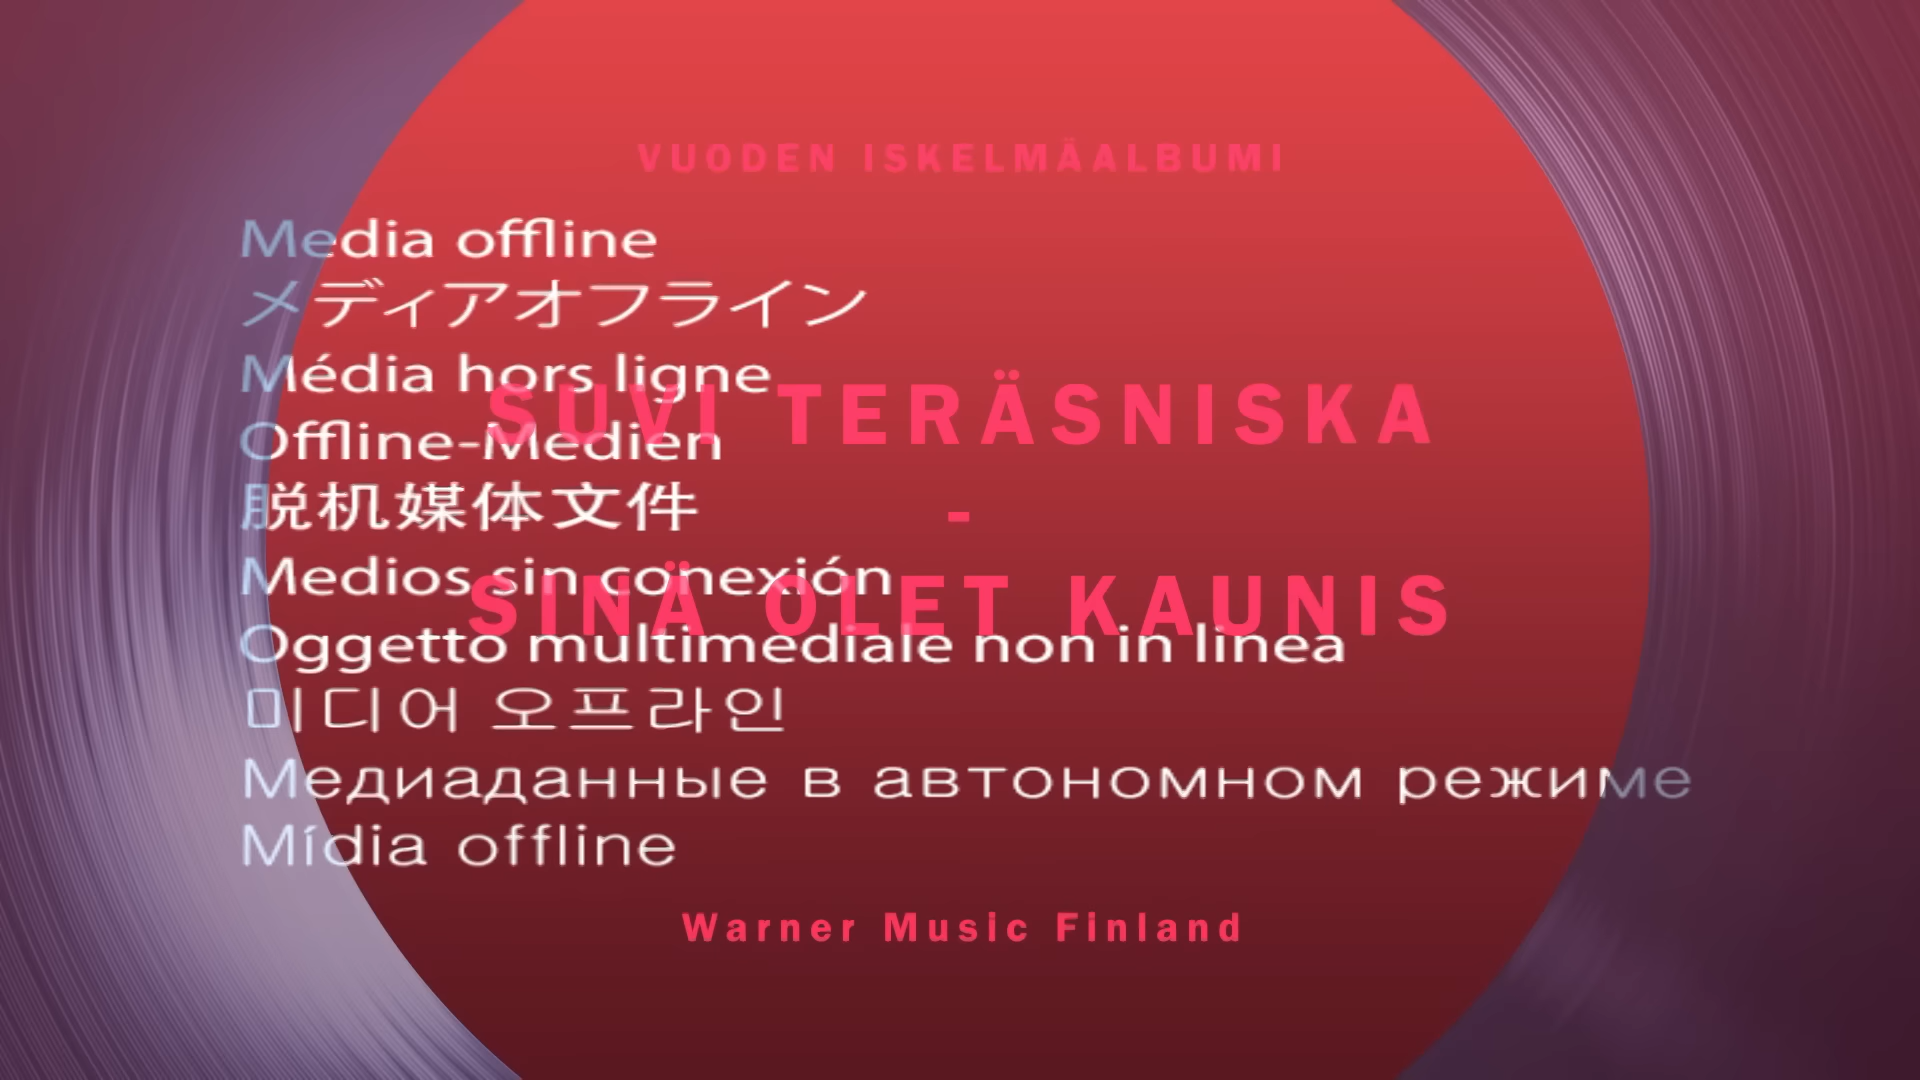 VUODEN ISKELMÄALBUMI
Media offline
メディアオフライン
Média hors ligne
SUVI TERÄSNISKA
Offline-Medien
脱机媒体文件
-
Medios sin conexión
SINÄ OLET KAUNIS
Oggetto multimediale non in linea
미디어 오프라인
Медиаданные в автономном режиме
Mídia offline
Warner Music Finland